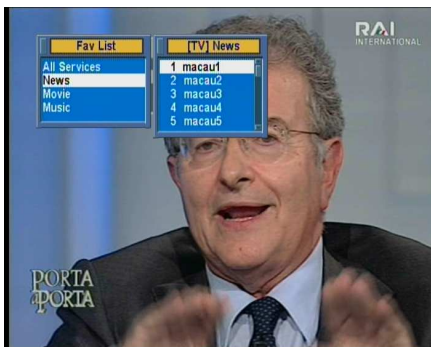 Fav List
All Services
News
Movie
Music
[TV] News
1 macau1
2 macau2
3 macau3
4 macau4
5 macau5
RAI
INTERNATIONAL
PORTA
a PORTA